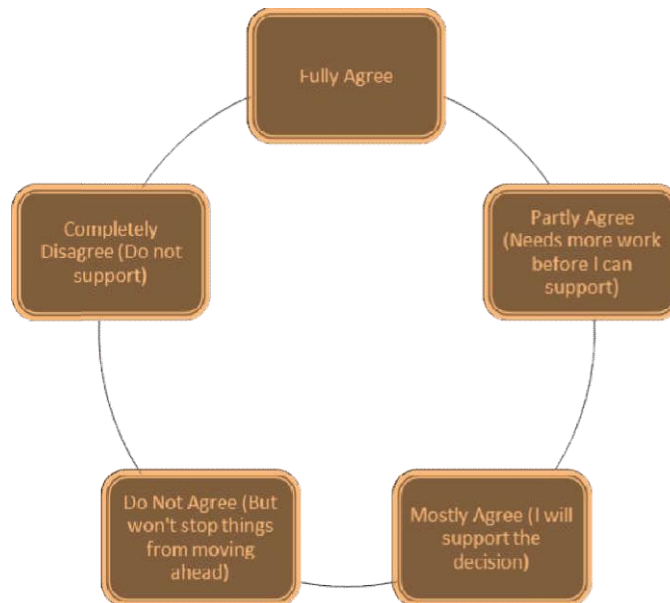 Fully Agree
Partly Agree
(Needs more work
before I can
support)
Mostly Agree (I will
support the
decision)
Do Not Agree (But
won't stop things
from moving
ahead)
Completely
Disagree (Do not
support)